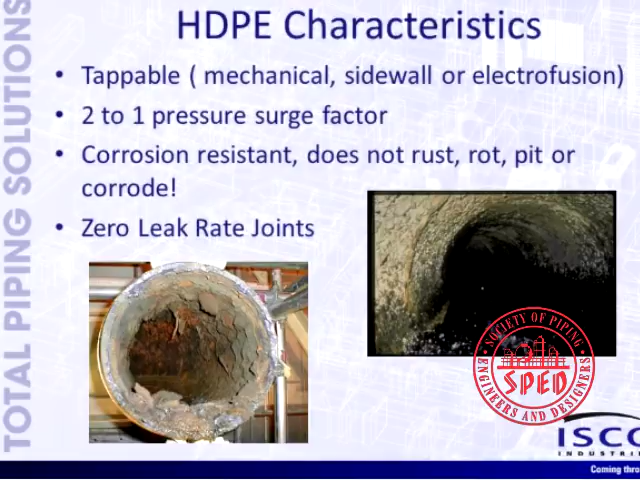 HDPE Characteristics
• Tappable ( mechanical, sidewall or electrofusion)
• 2 to 1 pressure surge factor
• Corrosion resistant, does not rust, rot, pit or
corrode!
• Zero Leak Rate Joints
TOTAL PIPING SOLUTIONS
SOCIETY OF PIPING
SPED
ENGINEERS AND DESIGNERS
ISCO
INDUSTRI
Coming thro